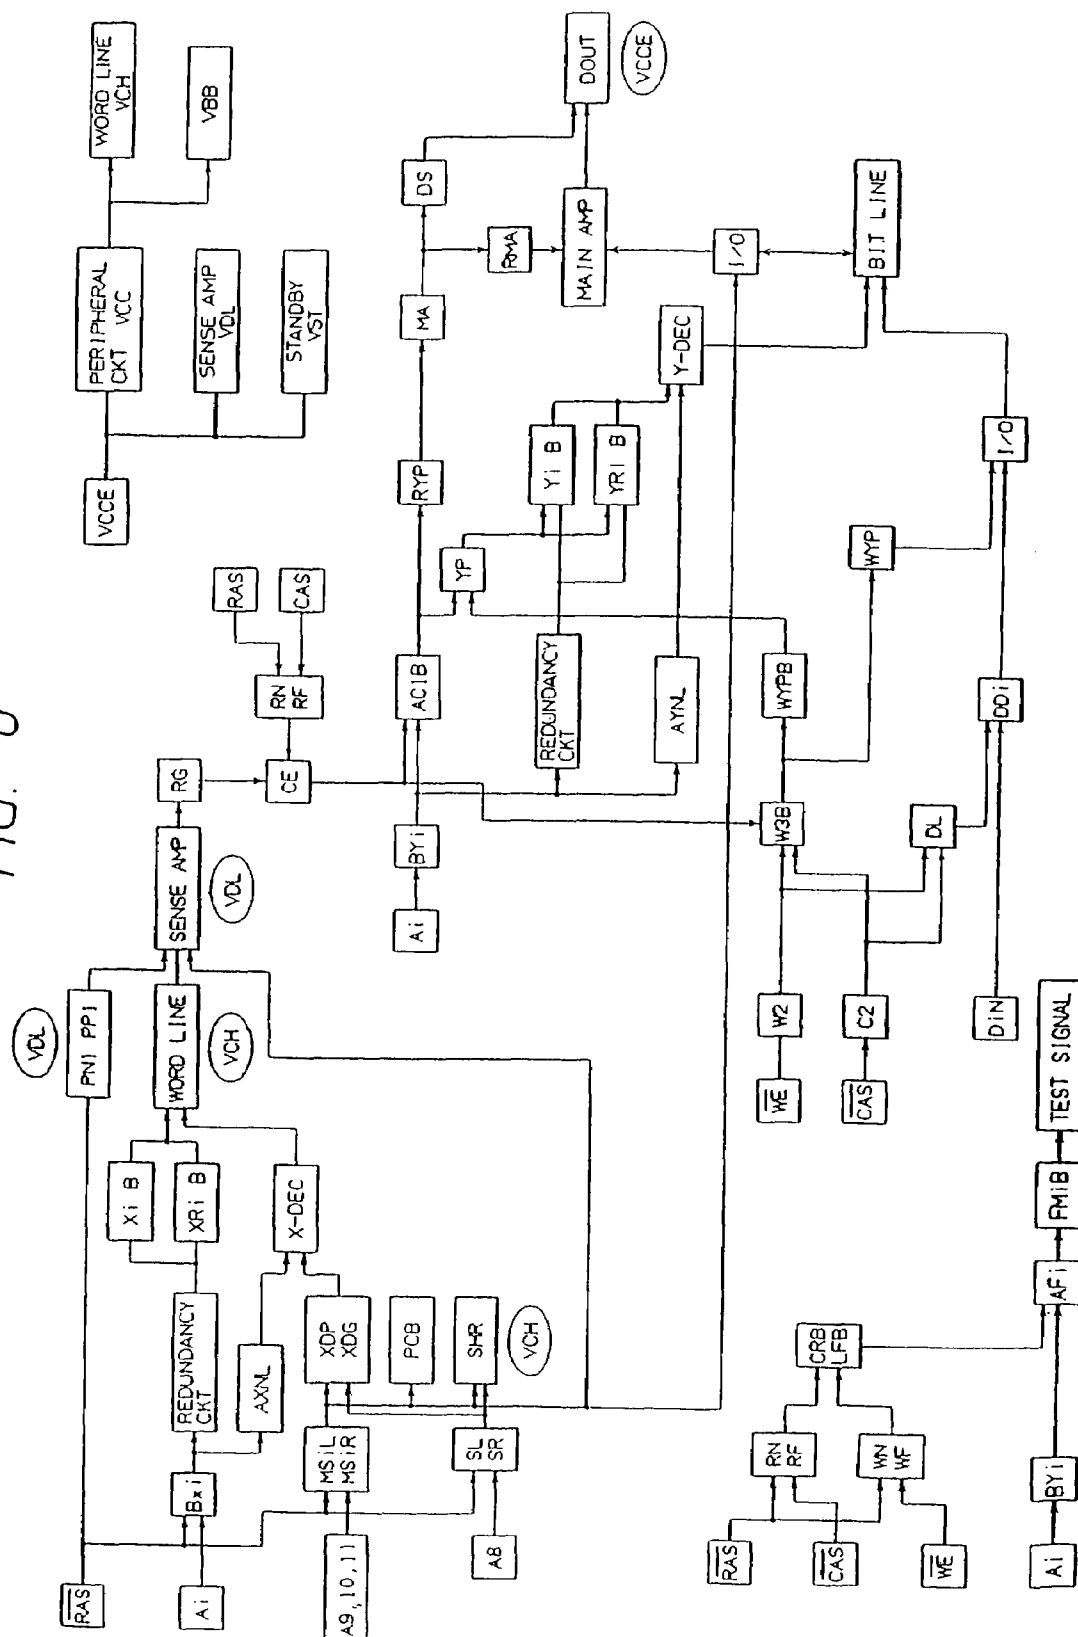 FIG. 8
RAS
PN1 PP1
VDL
Ai
BXi
REDUNDANCY
CKT
Xi B
XRi B
WORD LINE
VCH
SENSE AMP
VDL
RG
AXNL
X-DEC
A9, 10, 11
MSiL
MSiR
XDP
XDG
PCB
A8
SL
SR
SHR
VCH
CE
RN
RF
RAS
CAS
VCCE
PERIPHERAL
CKT VCC
WORD LINE
VCH
VBB
SENSE AMP
VDL
STANDBY
VST
Ai
BYi
AC1B
RYP
MA
DS
DOUT
VCCE
YP
RMA
MAIN AMP
REDUNDANCY
CKT
Yi B
YRi B
AYNL
Y-DEC
I/O
WE
W2
W3B
WYPB
WYP
BIT LINE
CAS
C2
DL
DiN
DDi
I/O
RAS
CAS
WE
RN
RF
WN
WF
CRB
LFB
Ai
BYi
AFi
FMiB
TEST SIGNAL